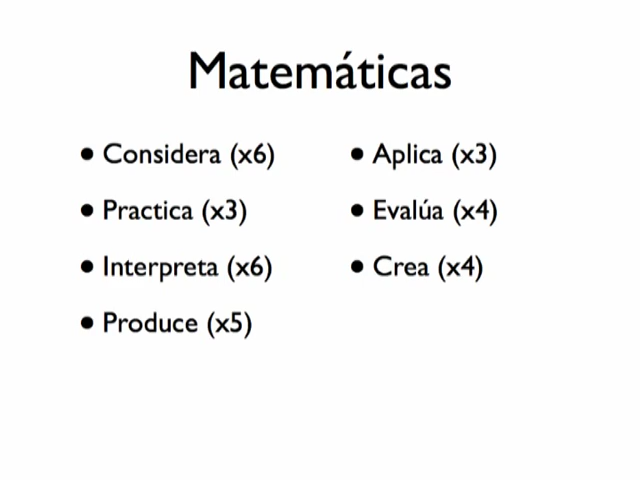 Matemáticas
• Considera (x6)
• Practica (x3)
• Interpreta (x6)
• Produce (x5)
• Aplica (x3)
• Evalúa (x4)
• Crea (x4)